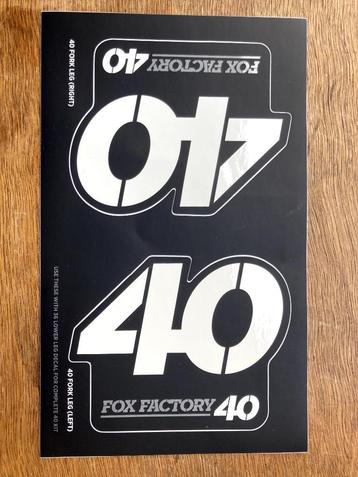 40 FORK LEG (RIGHT)
FOX FACTORY 40
40
40
FOX FACTORY 40
40 FORK LEG (LEFT)
USE THESE WITH 36 LOWER LEG DECAL FOR COMPLETE 40 KIT